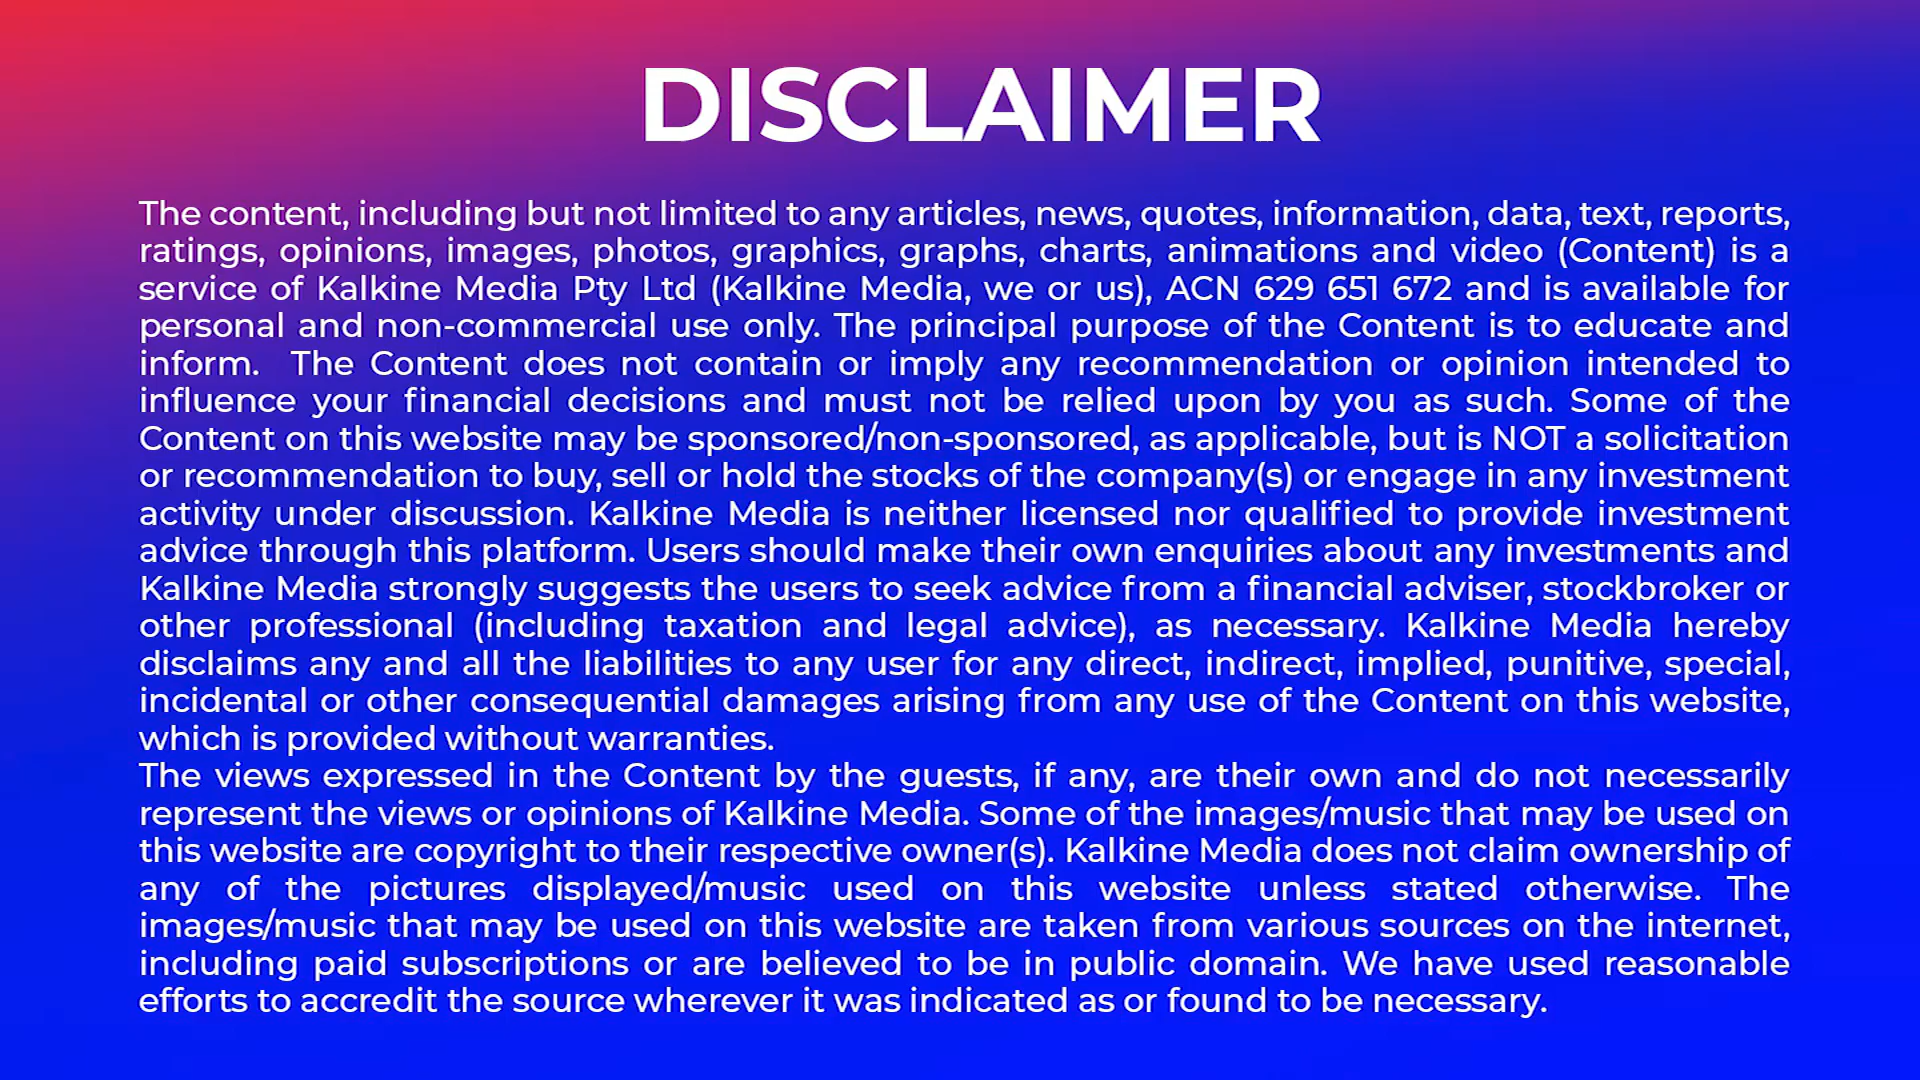 DISCLAIMER
The content, including but not limited to any articles, news, quotes, information, data, text, reports,
ratings, opinions, images, photos, graphics, graphs, charts, animations and video (Content) is a
service of Kalkine Media Pty Ltd (Kalkine Media, we or us), ACN 629 651 672 and is available for
personal and non-commercial use only. The principal purpose of the Content is to educate and
inform.  The Content does not contain or imply any recommendation or opinion intended to
influence your financial decisions and must not be relied upon by you as such. Some of the
Content on this website may be sponsored/non-sponsored, as applicable, but is NOT a solicitation
or recommendation to buy, sell or hold the stocks of the company(s) or engage in any investment
activity under discussion. Kalkine Media is neither licensed nor qualified to provide investment
advice through this platform. Users should make their own enquiries about any investments and
Kalkine Media strongly suggests the users to seek advice from a financial adviser, stockbroker or
other professional (including taxation and legal advice), as necessary. Kalkine Media hereby
disclaims any and all the liabilities to any user for any direct, indirect, implied, punitive, special,
incidental or other consequential damages arising from any use of the Content on this website,
which is provided without warranties.
The views expressed in the Content by the guests, if any, are their own and do not necessarily
represent the views or opinions of Kalkine Media. Some of the images/music that may be used on
this website are copyright to their respective owner(s). Kalkine Media does not claim ownership of
any of the pictures displayed/music used on this website unless stated otherwise. The
images/music that may be used on this website are taken from various sources on the internet,
including paid subscriptions or are believed to be in public domain. We have used reasonable
efforts to accredit the source wherever it was indicated as or found to be necessary.